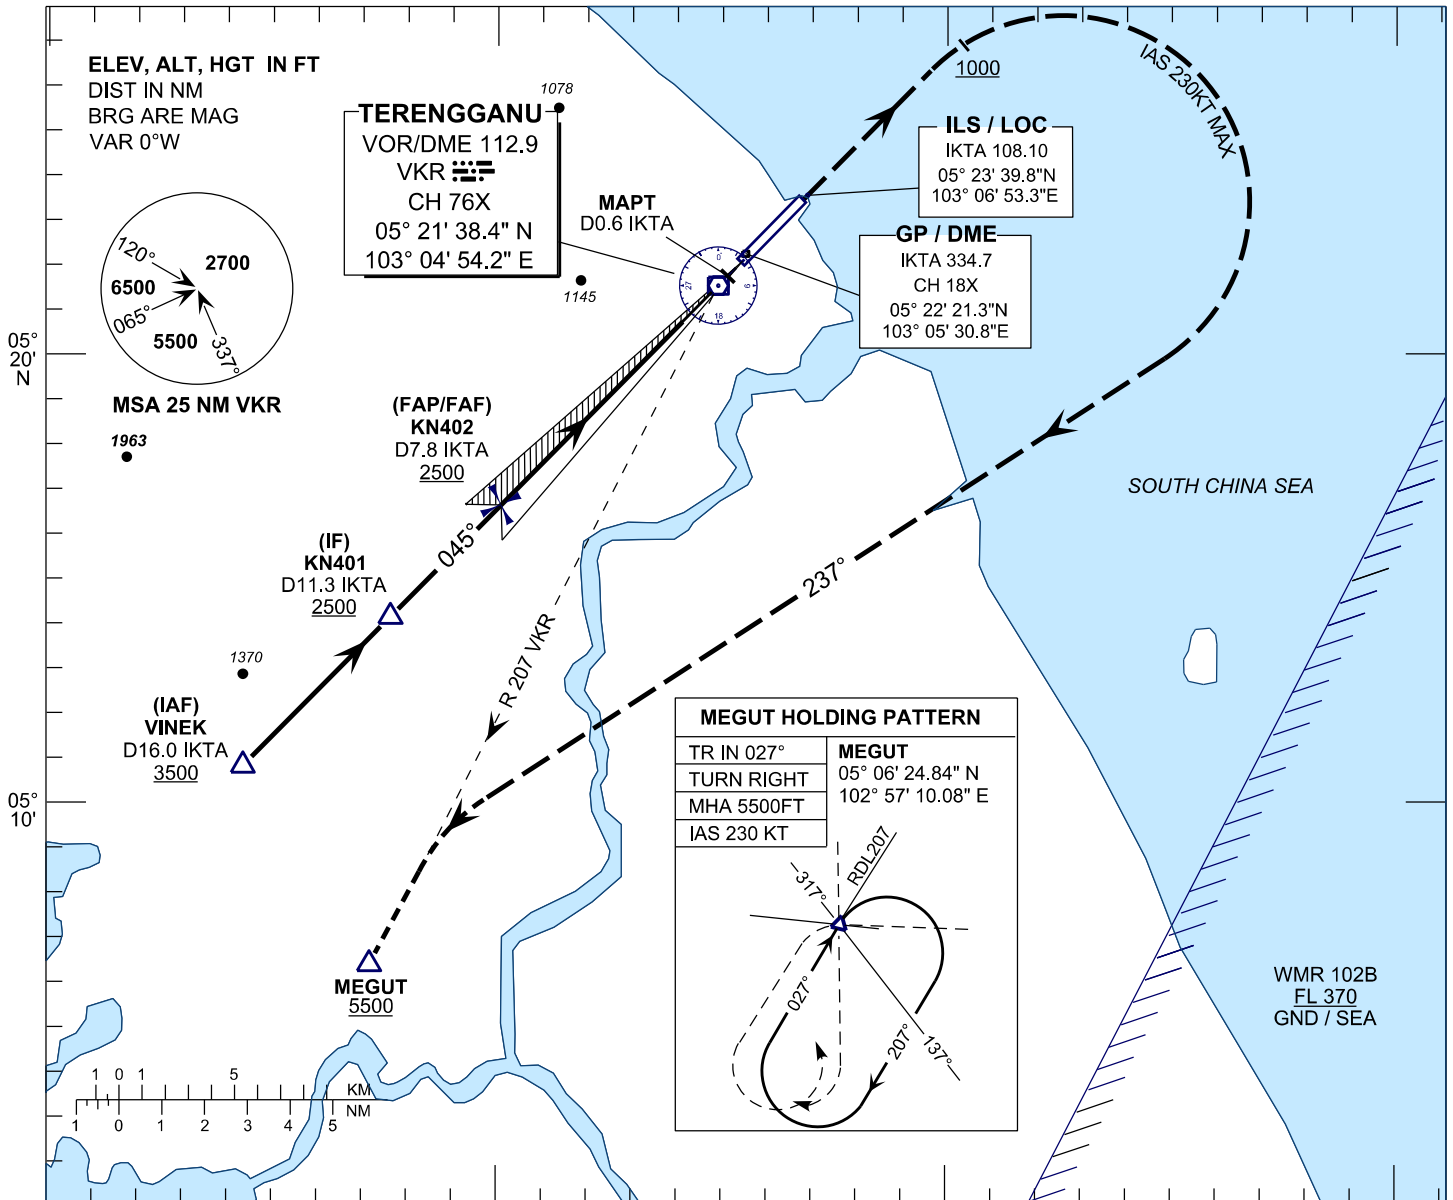 ELEV, ALT, HGT IN FT
DIST IN NM
BRG ARE MAG
VAR 0°W
120°
2700
6500
065°
5500
337°
MSA 25 NM VKR
1963
1078
TERENGGANU
VOR/DME 112.9
VKR
CH 76X
05° 21' 38.4" N
103° 04' 54.2" E
1145
MAPT
D0.6 IKTA
0
9
18
27
1000
IAS 230KT MAX
ILS / LOC
IKTA 108.10
05° 23' 39.8"N
103° 06' 53.3"E
GP / DME
IKTA 334.7
CH 18X
05° 22' 21.3"N
103° 05' 30.8"E
05°
20'
N
(FAP/FAF)
KN402
D7.8 IKTA
2500
045°
(IF)
KN401
D11.3 IKTA
2500
1370
(IAF)
VINEK
D16.0 IKTA
3500
R 207 VKR
237°
SOUTH CHINA SEA
05°
10'
MEGUT
5500
MEGUT HOLDING PATTERN
TR IN 027°
TURN RIGHT
MHA 5500FT
IAS 230 KT
MEGUT
05° 06' 24.84" N
102° 57' 10.08" E
317°
RDL207
027°
207°
137°
WMR 102B
FL 370
GND / SEA
1 0 1 5 KM
NM
1 0 1 2 3 4 5